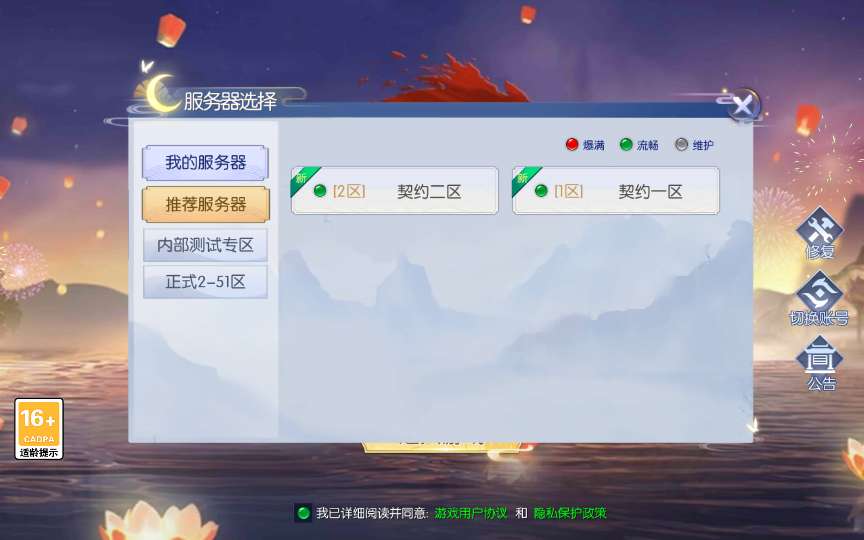 服务器选择
爆满 流畅 维护
我的服务器
推荐服务器
内部测试专区
正式2-51区
新 [2区] 契约二区
新 [1区] 契约一区
修复
切换账号
公告
16+
CADPA
适龄提示
我已详细阅读并同意: 游戏用户协议 和 隐私保护政策